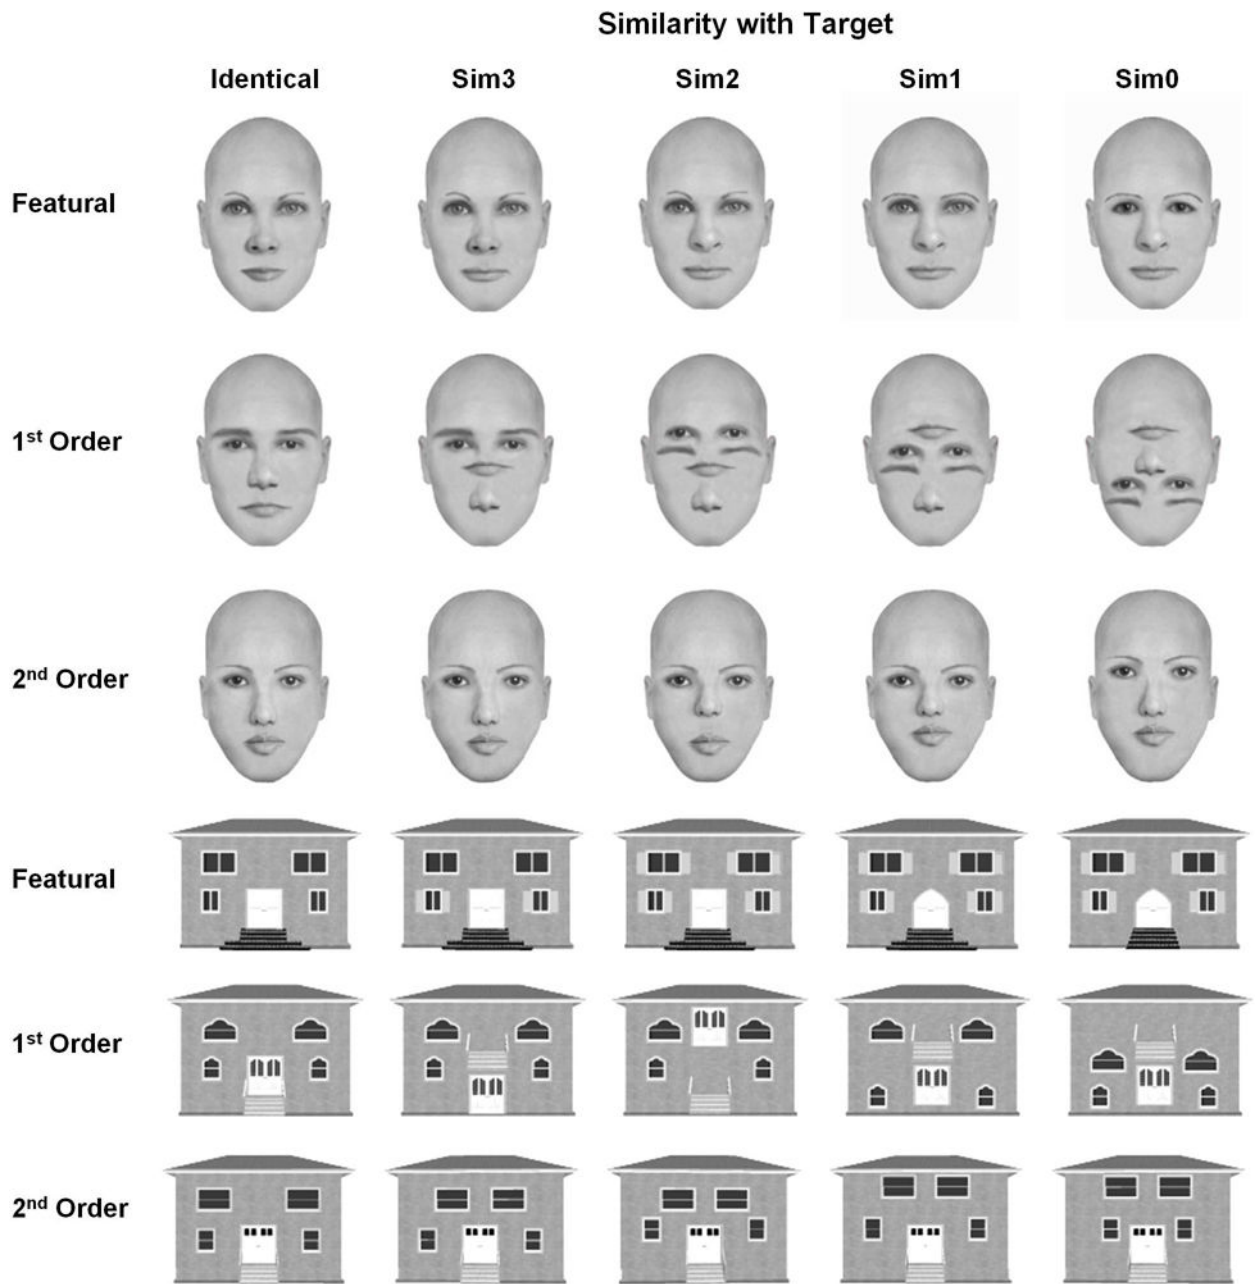 Similarity with Target
Identical Sim3 Sim2 Sim1 Sim0
Featural
1st Order
2nd Order
Featural
1st Order
2nd Order